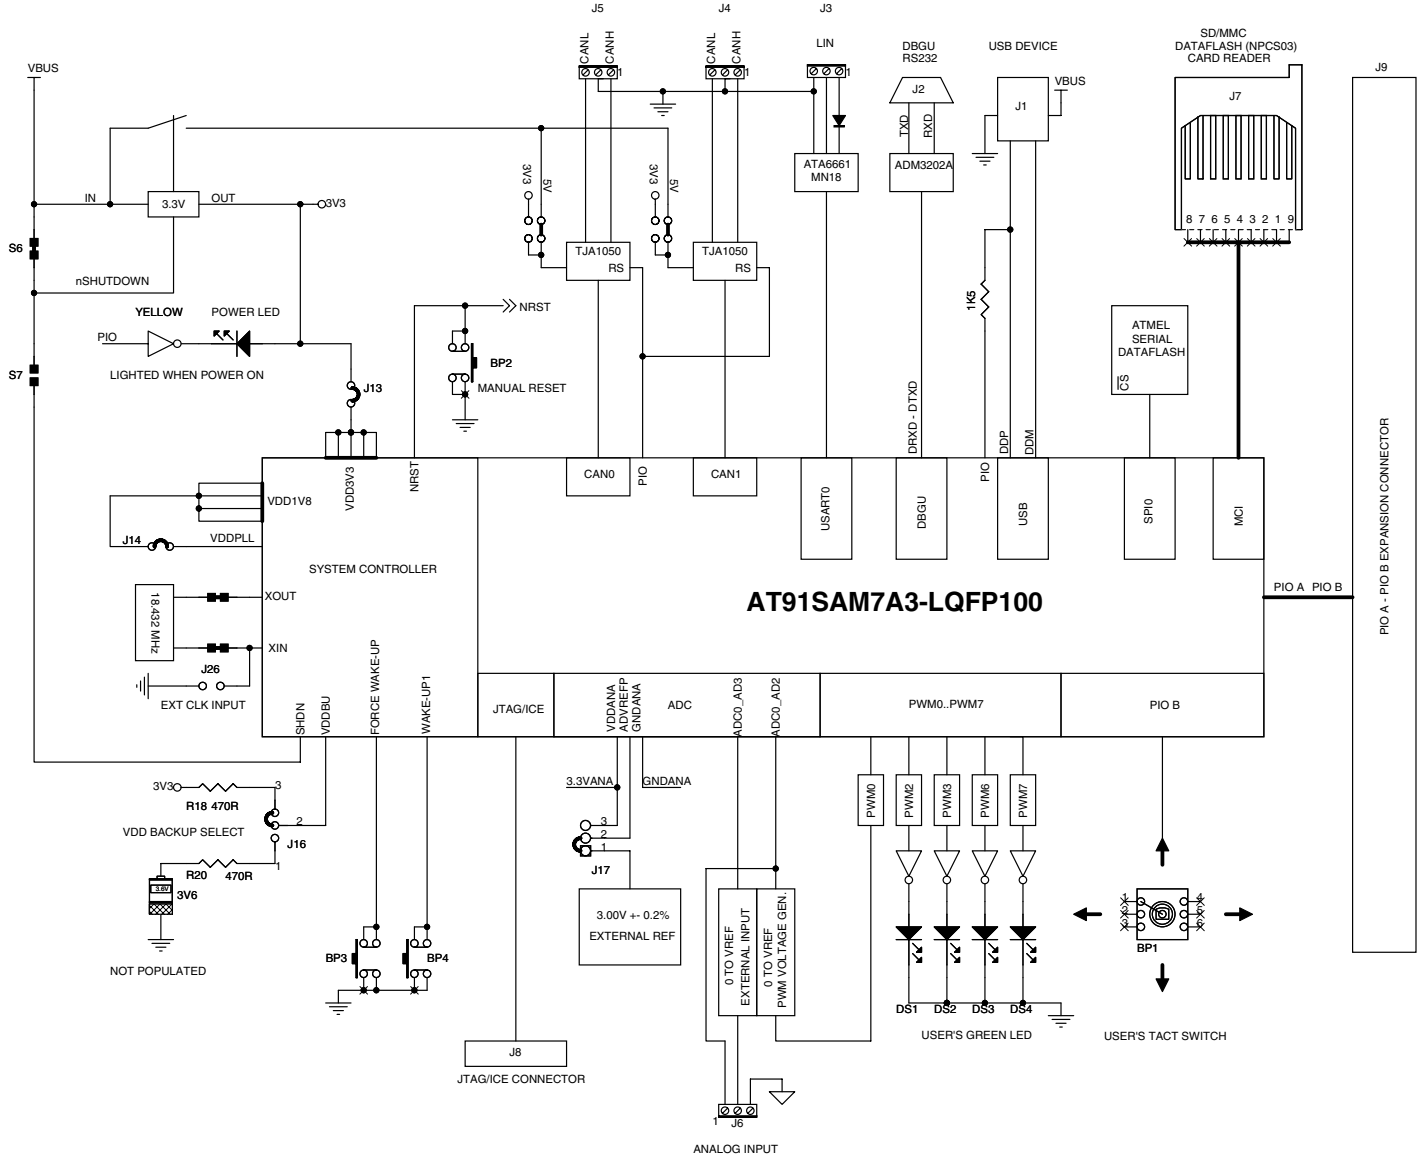 J5
J4
J3
CANL
CANH
1
CANL
CANH
1
LIN
1
DBGU
RS232
J2
TXD
RXD
ADM3202A
USB DEVICE
J1
VBUS
SD/MMC
DATAFLASH (NPCS03)
CARD READER
J7
8 7 6 5 4 3 2 1 9
J9
PIO A - PIO B EXPANSION CONNECTOR
VBUS
IN
3.3V
OUT
3V3
S6
nSHUTDOWN
YELLOW
POWER LED
PIO
LIGHTED WHEN POWER ON
S7
J13
3V3
5V
TJA1050
RS
3V3
5V
TJA1050
RS
ATA6661
MN18
NRST
BP2
MANUAL RESET
1K5
ATMEL
SERIAL
DATAFLASH
CS
VDD3V3
NRST
CAN0
PIO
CAN1
USART0
DRXD - DTXD
DBGU
PIO
DDP
DDM
USB
SPI0
MCI
VDD1V8
J14
VDDPLL
SYSTEM CONTROLLER
AT91SAM7A3-LQFP100
PIO A PIO B
18.432 MHz
XOUT
XIN
J26
EXT CLK INPUT
SHDN
VDDBU
FORCE WAKE-UP
WAKE-UP1
JTAG/ICE
VDDANA
ADVREFP
GNDANA
ADC
ADC0_AD3
ADC0_AD2
PWM0..PWM7
PIO B
3V3
R18 470R
3
2
VDD BACKUP SELECT
J16
R20 470R
1
3.6V
3V6
NOT POPULATED
BP3
BP4
3.3VANA
GNDANA
3
2
1
J17
3.00V +- 0.2%
EXTERNAL REF
0 TO VREF
EXTERNAL INPUT
0 TO VREF
PWM VOLTAGE GEN.
PWM0
PWM2
PWM3
PWM6
PWM7
DS1
DS2
DS3
DS4
USER'S GREEN LED
1
2
3
4
5
6
BP1
USER'S TACT SWITCH
J8
JTAG/ICE CONNECTOR
1
J6
ANALOG INPUT